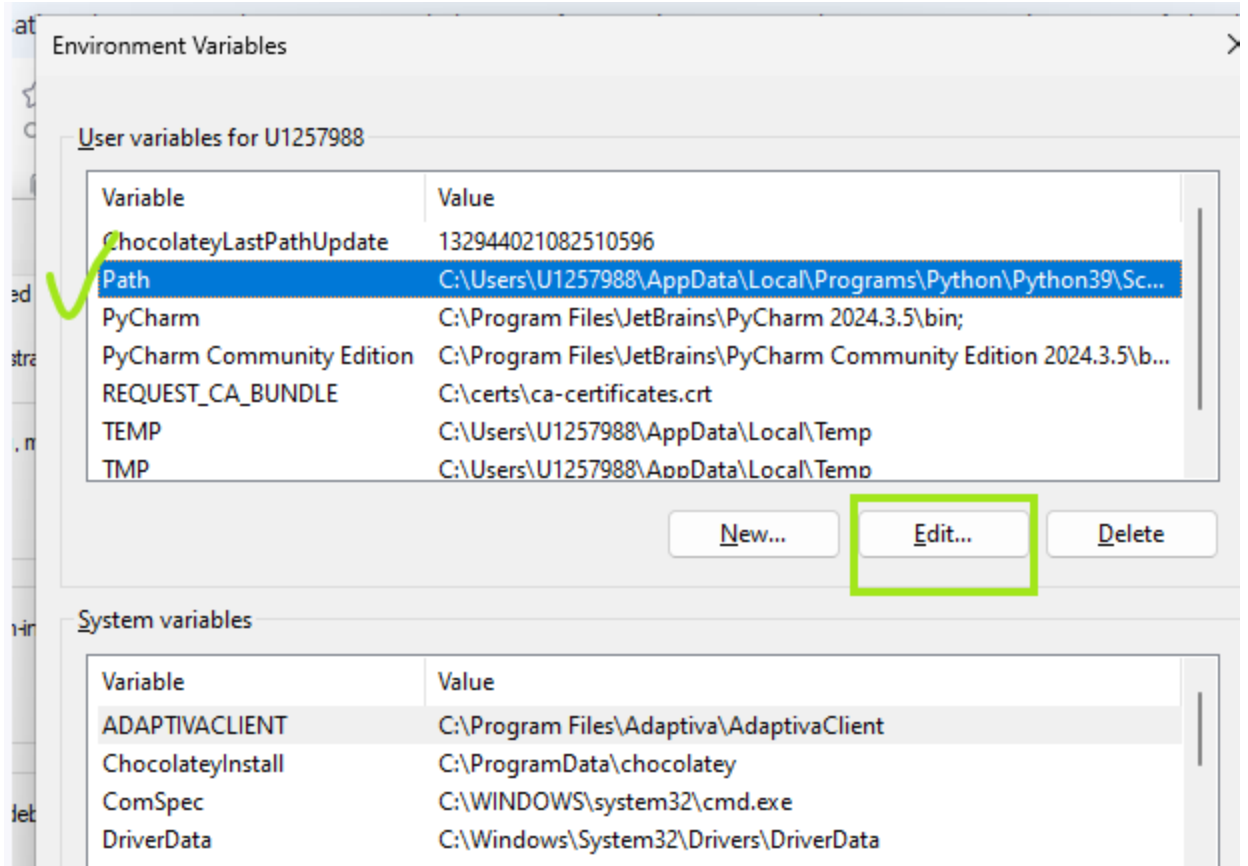 Environment Variables
User variables for U1257988
Variable Value
ChocolateyLastPathUpdate 132944021082510596
Path C:\Users\U1257988\AppData\Local\Programs\Python\Python39\Sc...
PyCharm C:\Program Files\JetBrains\PyCharm 2024.3.5\bin;
PyCharm Community Edition C:\Program Files\JetBrains\PyCharm Community Edition 2024.3.5\b...
REQUEST_CA_BUNDLE C:\certs\ca-certificates.crt
TEMP C:\Users\U1257988\AppData\Local\Temp
TMP C:\Users\U1257988\AppData\Local\Temp
New... Edit... Delete
System variables
Variable Value
ADAPTIVACLIENT C:\Program Files\Adaptiva\AdaptivaClient
ChocolateyInstall C:\ProgramData\chocolatey
ComSpec C:\WINDOWS\system32\cmd.exe
DriverData C:\Windows\System32\Drivers\DriverData